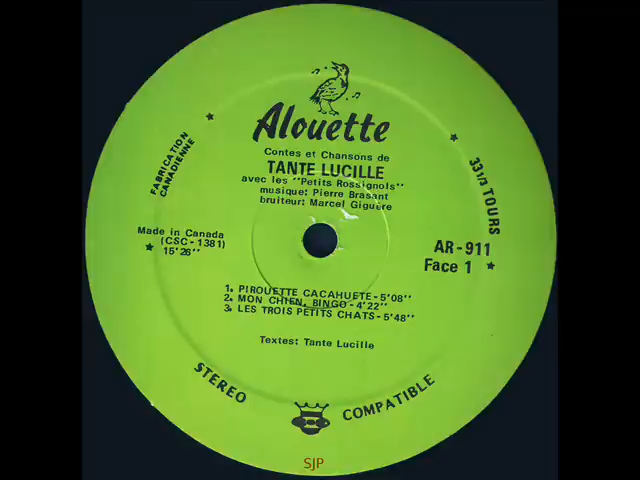 Alouette
Contes et Chansons de
TANTE LUCILLE
avec les "Petits Rossignols"
musique: Pierre Brasant
bruiteur: Marcel Giguère
FABRICATION
CANADIENNE
33 1/3 TOURS
Made in Canada
(CSC-1381)
15'26''
AR-911
Face 1
1. PIROUETTE CACAHUETE-5'08''
2. MON CHIEN, BINGO-4'22''
3. LES TROIS PETITS CHATS-5'48''
Textes: Tante Lucille
STEREO
COMPATIBLE
SJP